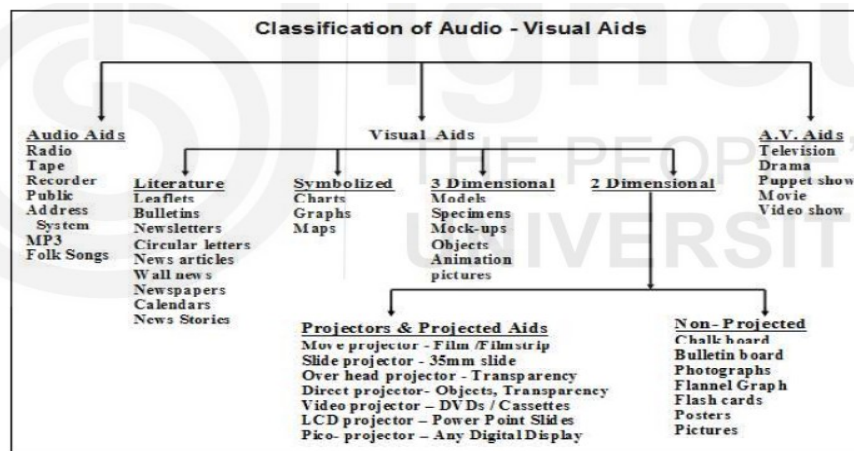 Classification of Audio - Visual Aids
Audio Aids
Radio
Tape
Recorder
Public
Address
System
MP3
Folk Songs
Visual Aids
Literature
Leaflets
Bulletins
Newsletters
Circular letters
News articles
Wall news
Newspapers
Calendars
News Stories
Symbolized
Charts
Graphs
Maps
3 Dimensional
Models
Specimens
Mock-ups
Objects
Animation
pictures
2 Dimensional
Projectors & Projected Aids
Move projector - Film /Filmstrip
Slide projector - 35mm slide
Over head projector - Transparency
Direct projector- Objects, Transparency
Video projector – DVDs / Cassettes
LCD projector – Power Point Slides
Pico- projector – Any Digital Display
Non- Projected
Chalk board
Bulletin board
Photographs
Flannel Graph
Flash cards
Posters
Pictures
A.V. Aids
Television
Drama
Puppet show
Movie
Video show
ignou
THE PEOPLE'
UNIVERSIT